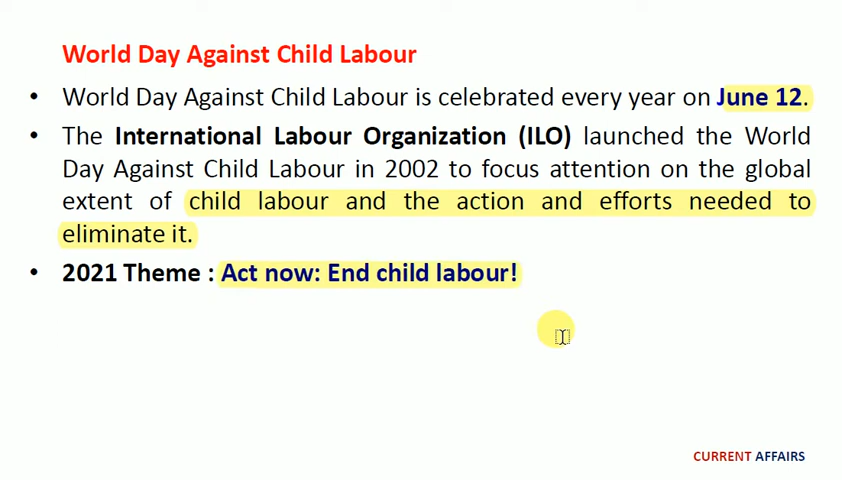 World Day Against Child Labour
• World Day Against Child Labour is celebrated every year on June 12.
• The International Labour Organization (ILO) launched the World
Day Against Child Labour in 2002 to focus attention on the global
extent of child labour and the action and efforts needed to
eliminate it.
• 2021 Theme : Act now: End child labour!
CURRENT AFFAIRS